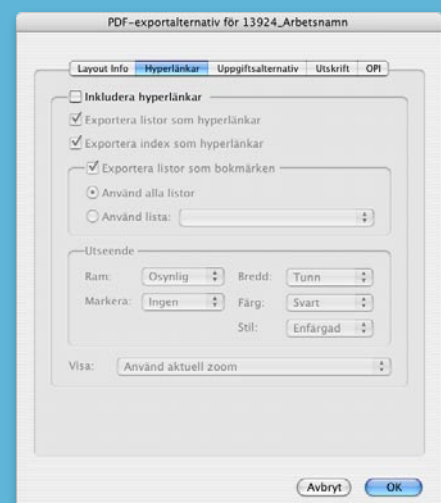 PDF-exportalternativ för 13924_Arbetsnamn
Layout Info Hyperlänkar Uppgiftsalternativ Utskrift OPI
Inkludera hyperlänkar
Exportera listor som hyperlänkar
Exportera index som hyperlänkar
Exportera listor som bokmärken
Använd alla listor
Använd lista:
Utseende
Ram: Osynlig Bredd: Tunn
Markera: Ingen Färg: Svart
Stil: Enfärgad
Visa: Använd aktuell zoom
Avbryt OK